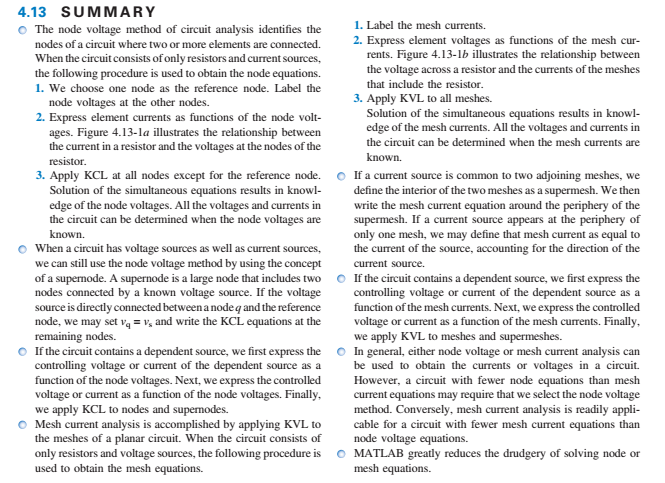 4.13 SUMMARY
The node voltage method of circuit analysis identifies the
nodes of a circuit where two or more elements are connected.
When the circuit consists of only resistors and current sources,
the following procedure is used to obtain the node equations.
1. We choose one node as the reference node. Label the
node voltages at the other nodes.
2. Express element currents as functions of the node volt-
ages. Figure 4.13-1a illustrates the relationship between
the current in a resistor and the voltages at the nodes of the
resistor.
3. Apply KCL at all nodes except for the reference node.
Solution of the simultaneous equations results in knowl-
edge of the node voltages. All the voltages and currents in
the circuit can be determined when the node voltages are
known.
When a circuit has voltage sources as well as current sources,
we can still use the node voltage method by using the concept
of a supernode. A supernode is a large node that includes two
nodes connected by a known voltage source. If the voltage
source is directly connected between a node q and the reference
node, we may set vq = vs and write the KCL equations at the
remaining nodes.
If the circuit contains a dependent source, we first express the
controlling voltage or current of the dependent source as a
function of the node voltages. Next, we express the controlled
voltage or current as a function of the node voltages. Finally,
we apply KCL to nodes and supernodes.
Mesh current analysis is accomplished by applying KVL to
the meshes of a planar circuit. When the circuit consists of
only resistors and voltage sources, the following procedure is
used to obtain the mesh equations.
1. Label the mesh currents.
2. Express element voltages as functions of the mesh cur-
rents. Figure 4.13-1b illustrates the relationship between
the voltage across a resistor and the currents of the meshes
that include the resistor.
3. Apply KVL to all meshes.
Solution of the simultaneous equations results in knowl-
edge of the mesh currents. All the voltages and currents in
the circuit can be determined when the mesh currents are
known.
If a current source is common to two adjoining meshes, we
define the interior of the two meshes as a supermesh. We then
write the mesh current equation around the periphery of the
supermesh. If a current source appears at the periphery of
only one mesh, we may define that mesh current as equal to
the current of the source, accounting for the direction of the
current source.
If the circuit contains a dependent source, we first express the
controlling voltage or current of the dependent source as a
function of the mesh currents. Next, we express the controlled
voltage or current as a function of the mesh currents. Finally,
we apply KVL to meshes and supermeshes.
In general, either node voltage or mesh current analysis can
be used to obtain the currents or voltages in a circuit.
However, a circuit with fewer node equations than mesh
current equations may require that we select the node voltage
method. Conversely, mesh current analysis is readily appli-
cable for a circuit with fewer mesh current equations than
node voltage equations.
MATLAB greatly reduces the drudgery of solving node or
mesh equations.